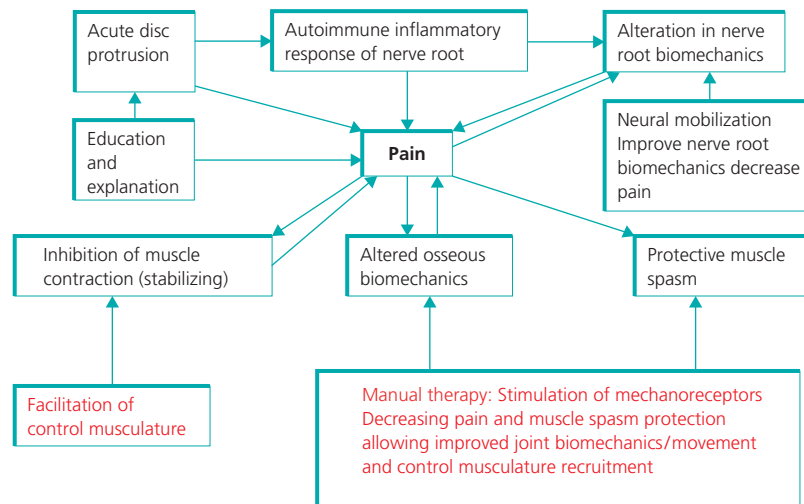 Acute disc
protrusion
Autoimmune inflammatory
response of nerve root
Alteration in nerve
root biomechanics
Education
and
explanation
Pain
Neural mobilization
Improve nerve root
biomechanics decrease
pain
Inhibition of muscle
contraction (stabilizing)
Altered osseous
biomechanics
Protective muscle
spasm
Facilitation of
control musculature
Manual therapy: Stimulation of mechanoreceptors
Decreasing pain and muscle spasm protection
allowing improved joint biomechanics/movement
and control musculature recruitment